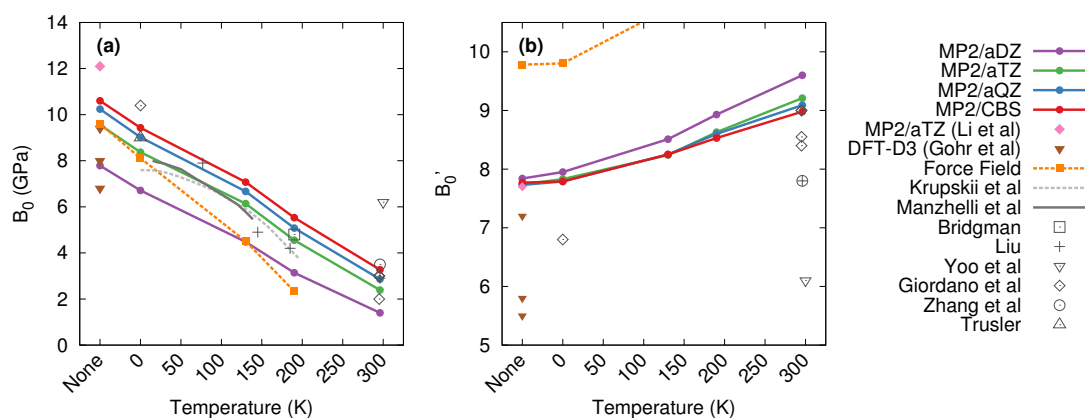 (a)
B0 (GPa)
14
12
10
8
6
4
2
0
None
0
50
100
150
200
250
300
Temperature (K)
(b)
B0'
10
9
8
7
6
5
None
0
50
100
150
200
250
300
Temperature (K)
MP2/aDZ
MP2/aTZ
MP2/aQZ
MP2/CBS
MP2/aTZ (Li et al)
DFT-D3 (Gohr et al)
Force Field
Krupskii et al
Manzhelli et al
Bridgman
Liu
Yoo et al
Giordano et al
Zhang et al
Trusler